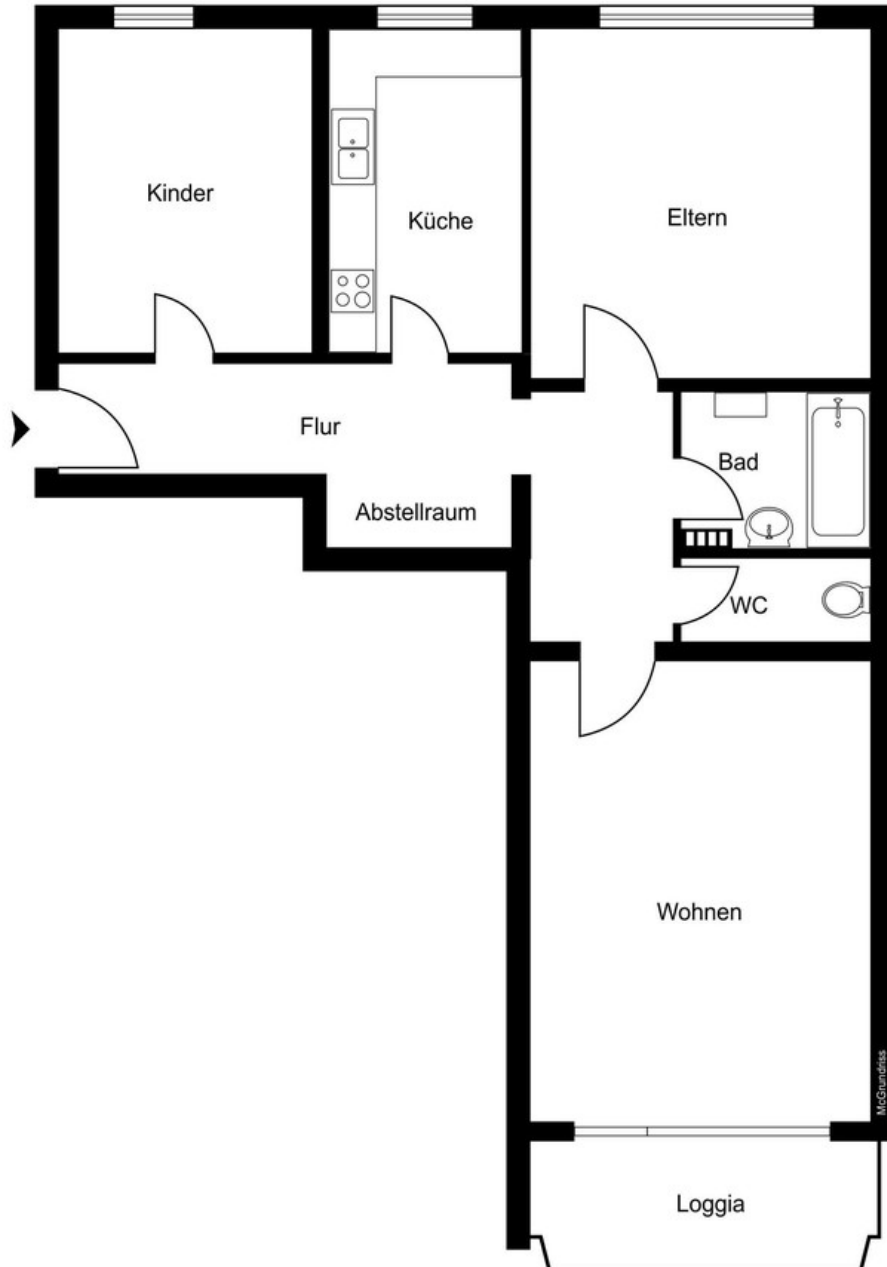 Kinder
Küche
Eltern
Flur
Bad
Abstellraum
WC
Wohnen
McGrundriss
Loggia